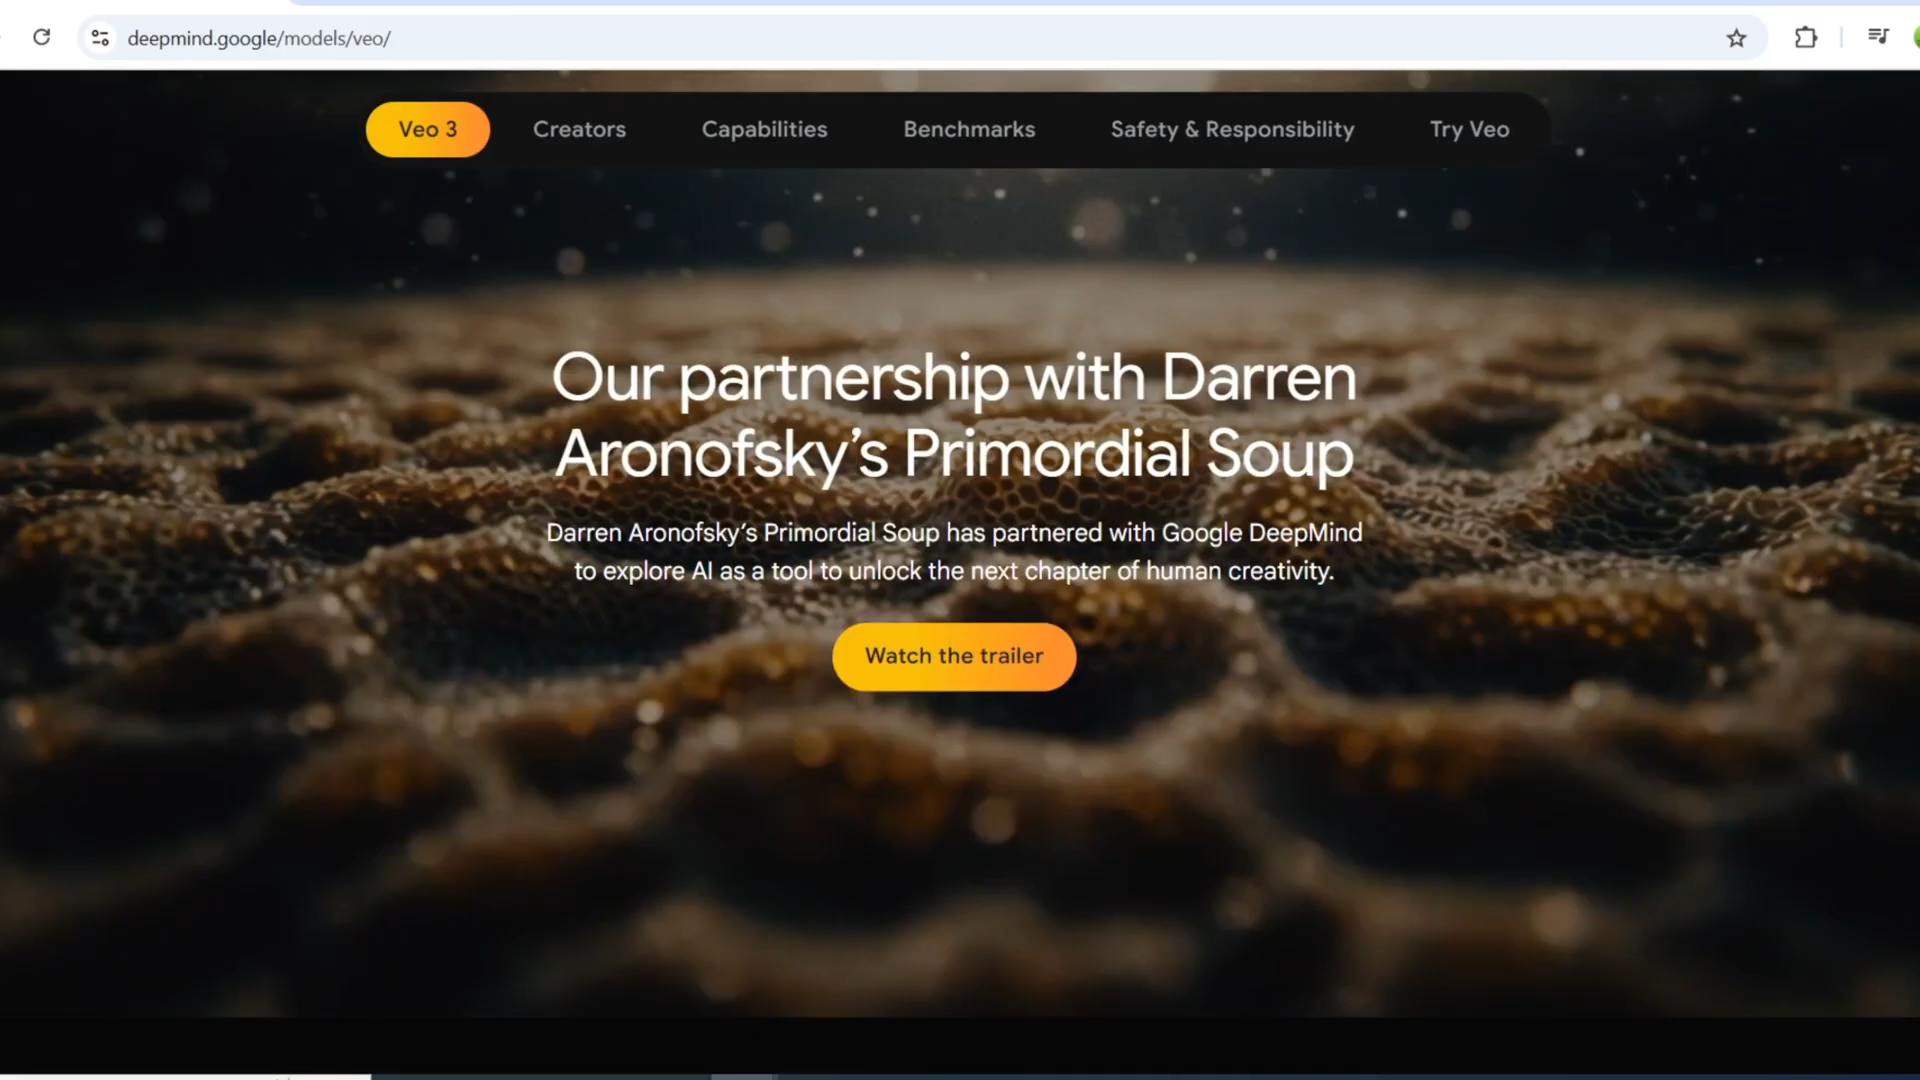 deepmind.google/models/veo/
Veo 3 Creators Capabilities Benchmarks Safety & Responsibility Try Veo
Our partnership with Darren
Aronofsky’s Primordial Soup
Darren Aronofsky’s Primordial Soup has partnered with Google DeepMind
to explore AI as a tool to unlock the next chapter of human creativity.
Watch the trailer